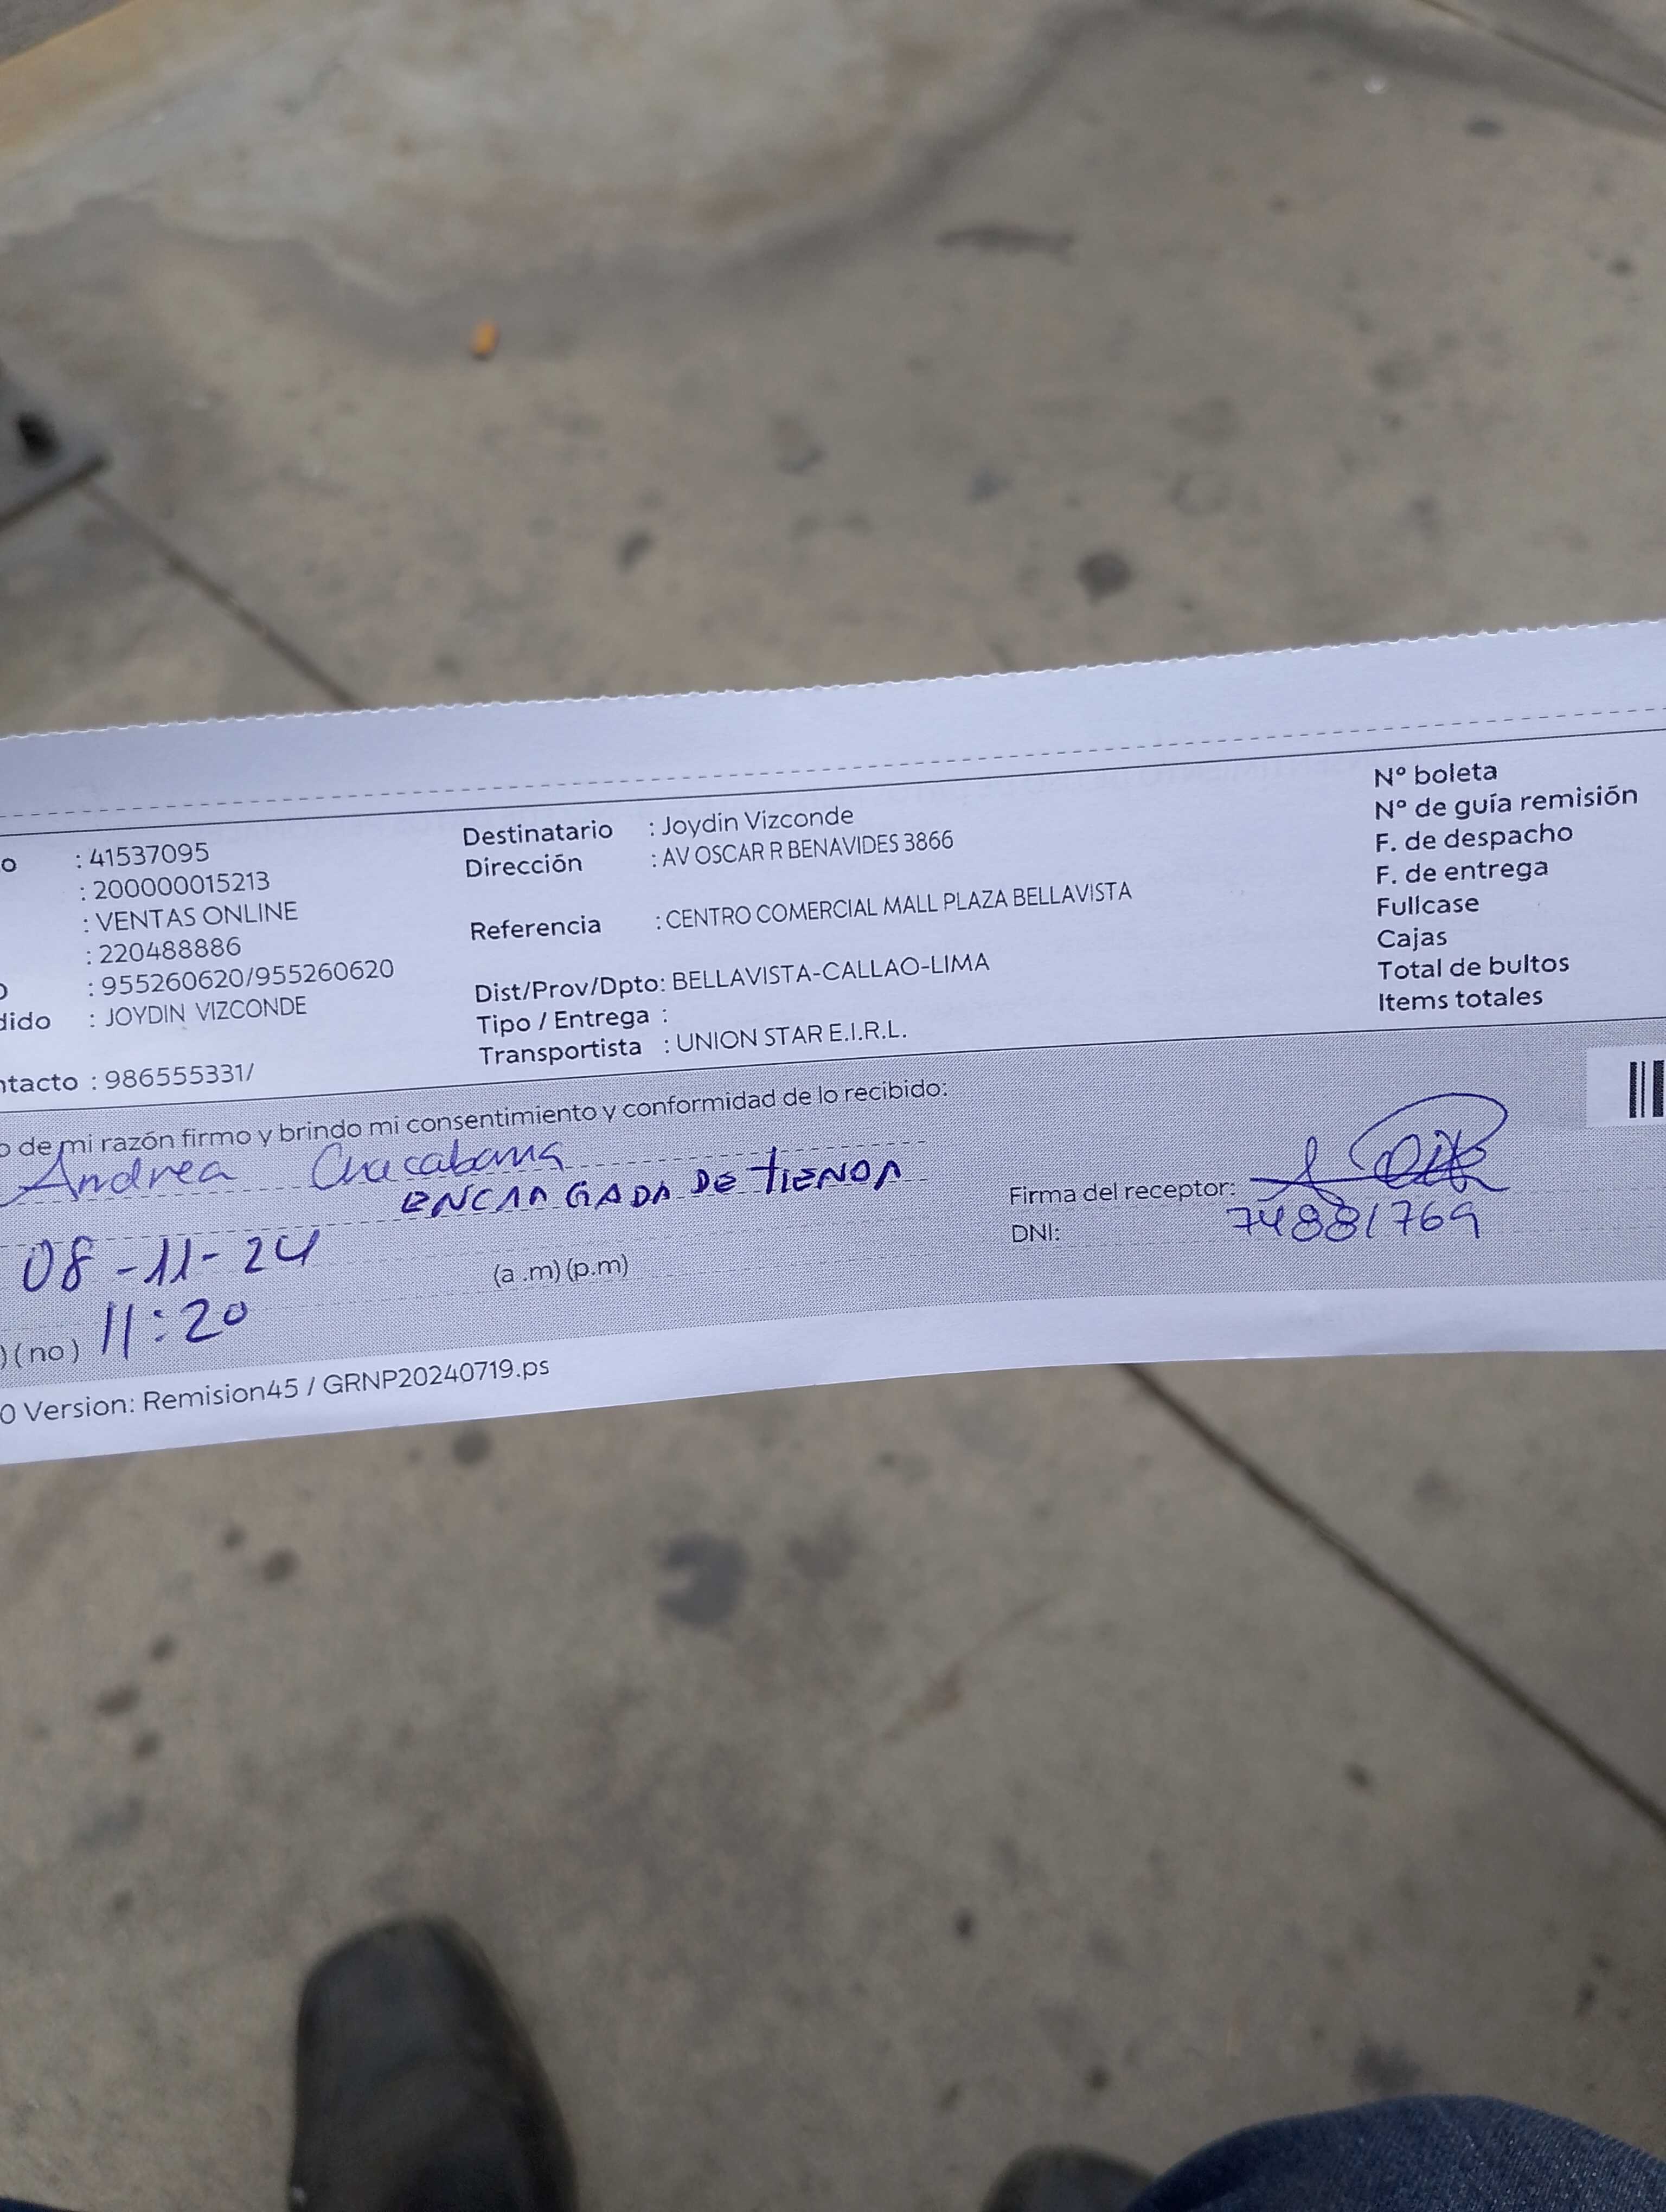 o : 41537095
: 200000015213
: VENTAS ONLINE
: 220488886
o : 955260620/955260620
dido : JOYDIN VIZCONDE
ntacto : 986555331/
Destinatario : Joydin Vizconde
Dirección : AV OSCAR R BENAVIDES 3866
Referencia : CENTRO COMERCIAL MALL PLAZA BELLAVISTA
Dist/Prov/Dpto: BELLAVISTA-CALLAO-LIMA
Tipo / Entrega :
Transportista : UNION STAR E.I.R.L.
N° boleta
N° de guía remisión
F. de despacho
F. de entrega
Fullcase
Cajas
Total de bultos
Items totales
o de mi razón firmo y brindo mi consentimiento y conformidad de lo recibido:
Andrea
ENCARGADA DE TIENDA
Firma del receptor:
DNI: 74881769
08-11-24
(a .m) (p.m)
) ( no ) 11:20
0 Version: Remision45 / GRNP20240719.ps